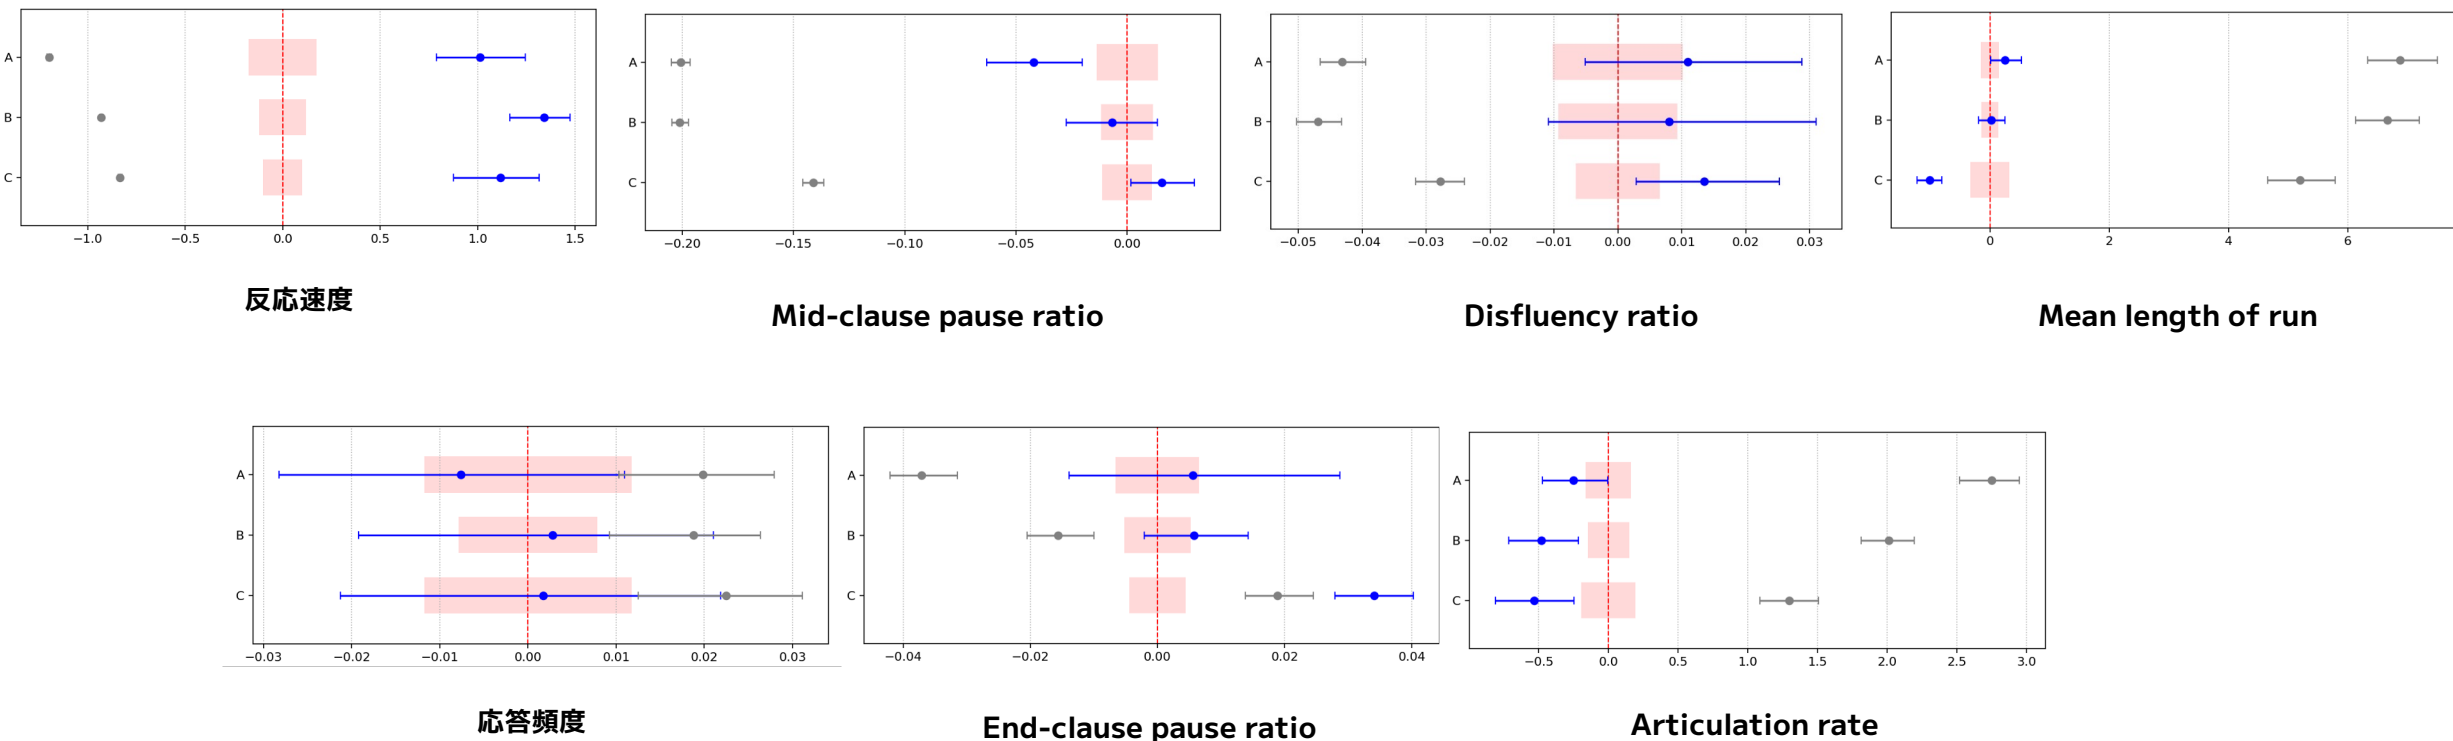 A
B
C
−1.0 −0.5 0.0 0.5 1.0 1.5
反応速度
A
B
C
−0.20 −0.15 −0.10 −0.05 0.00
Mid-clause pause ratio
A
B
C
−0.05 −0.04 −0.03 −0.02 −0.01 0.00 0.01 0.02 0.03
Disfluency ratio
A
B
C
0 2 4 6
Mean length of run
A
B
C
−0.03 −0.02 −0.01 0.00 0.01 0.02 0.03
応答頻度
A
B
C
−0.04 −0.02 0.00 0.02 0.04
End-clause pause ratio
A
B
C
−0.5 0.0 0.5 1.0 1.5 2.0 2.5 3.0
Articulation rate